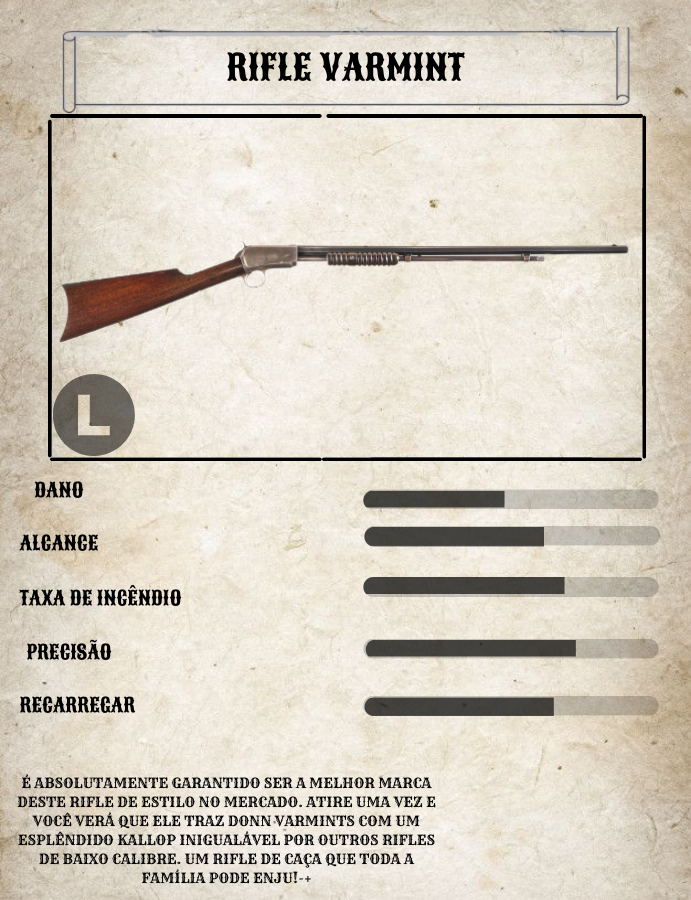 RIFLE VARMINT
L
DANO
ALCANCE
TAXA DE INCÊNDIO
PRECISÃO
RECARREGAR
É ABSOLUTAMENTE GARANTIDO SER A MELHOR MARCA
DESTE RIFLE DE ESTILO NO MERCADO. ATIRE UMA VEZ E
VOCÊ VERÁ QUE ELE TRAZ DONN VARMINTS COM UM
ESPLÊNDIDO KALLOP INIGUALÁVEL POR OUTROS RIFLES
DE BAIXO CALIBRE. UM RIFLE DE CAÇA QUE TODA A
FAMÍLIA PODE ENJU!-+